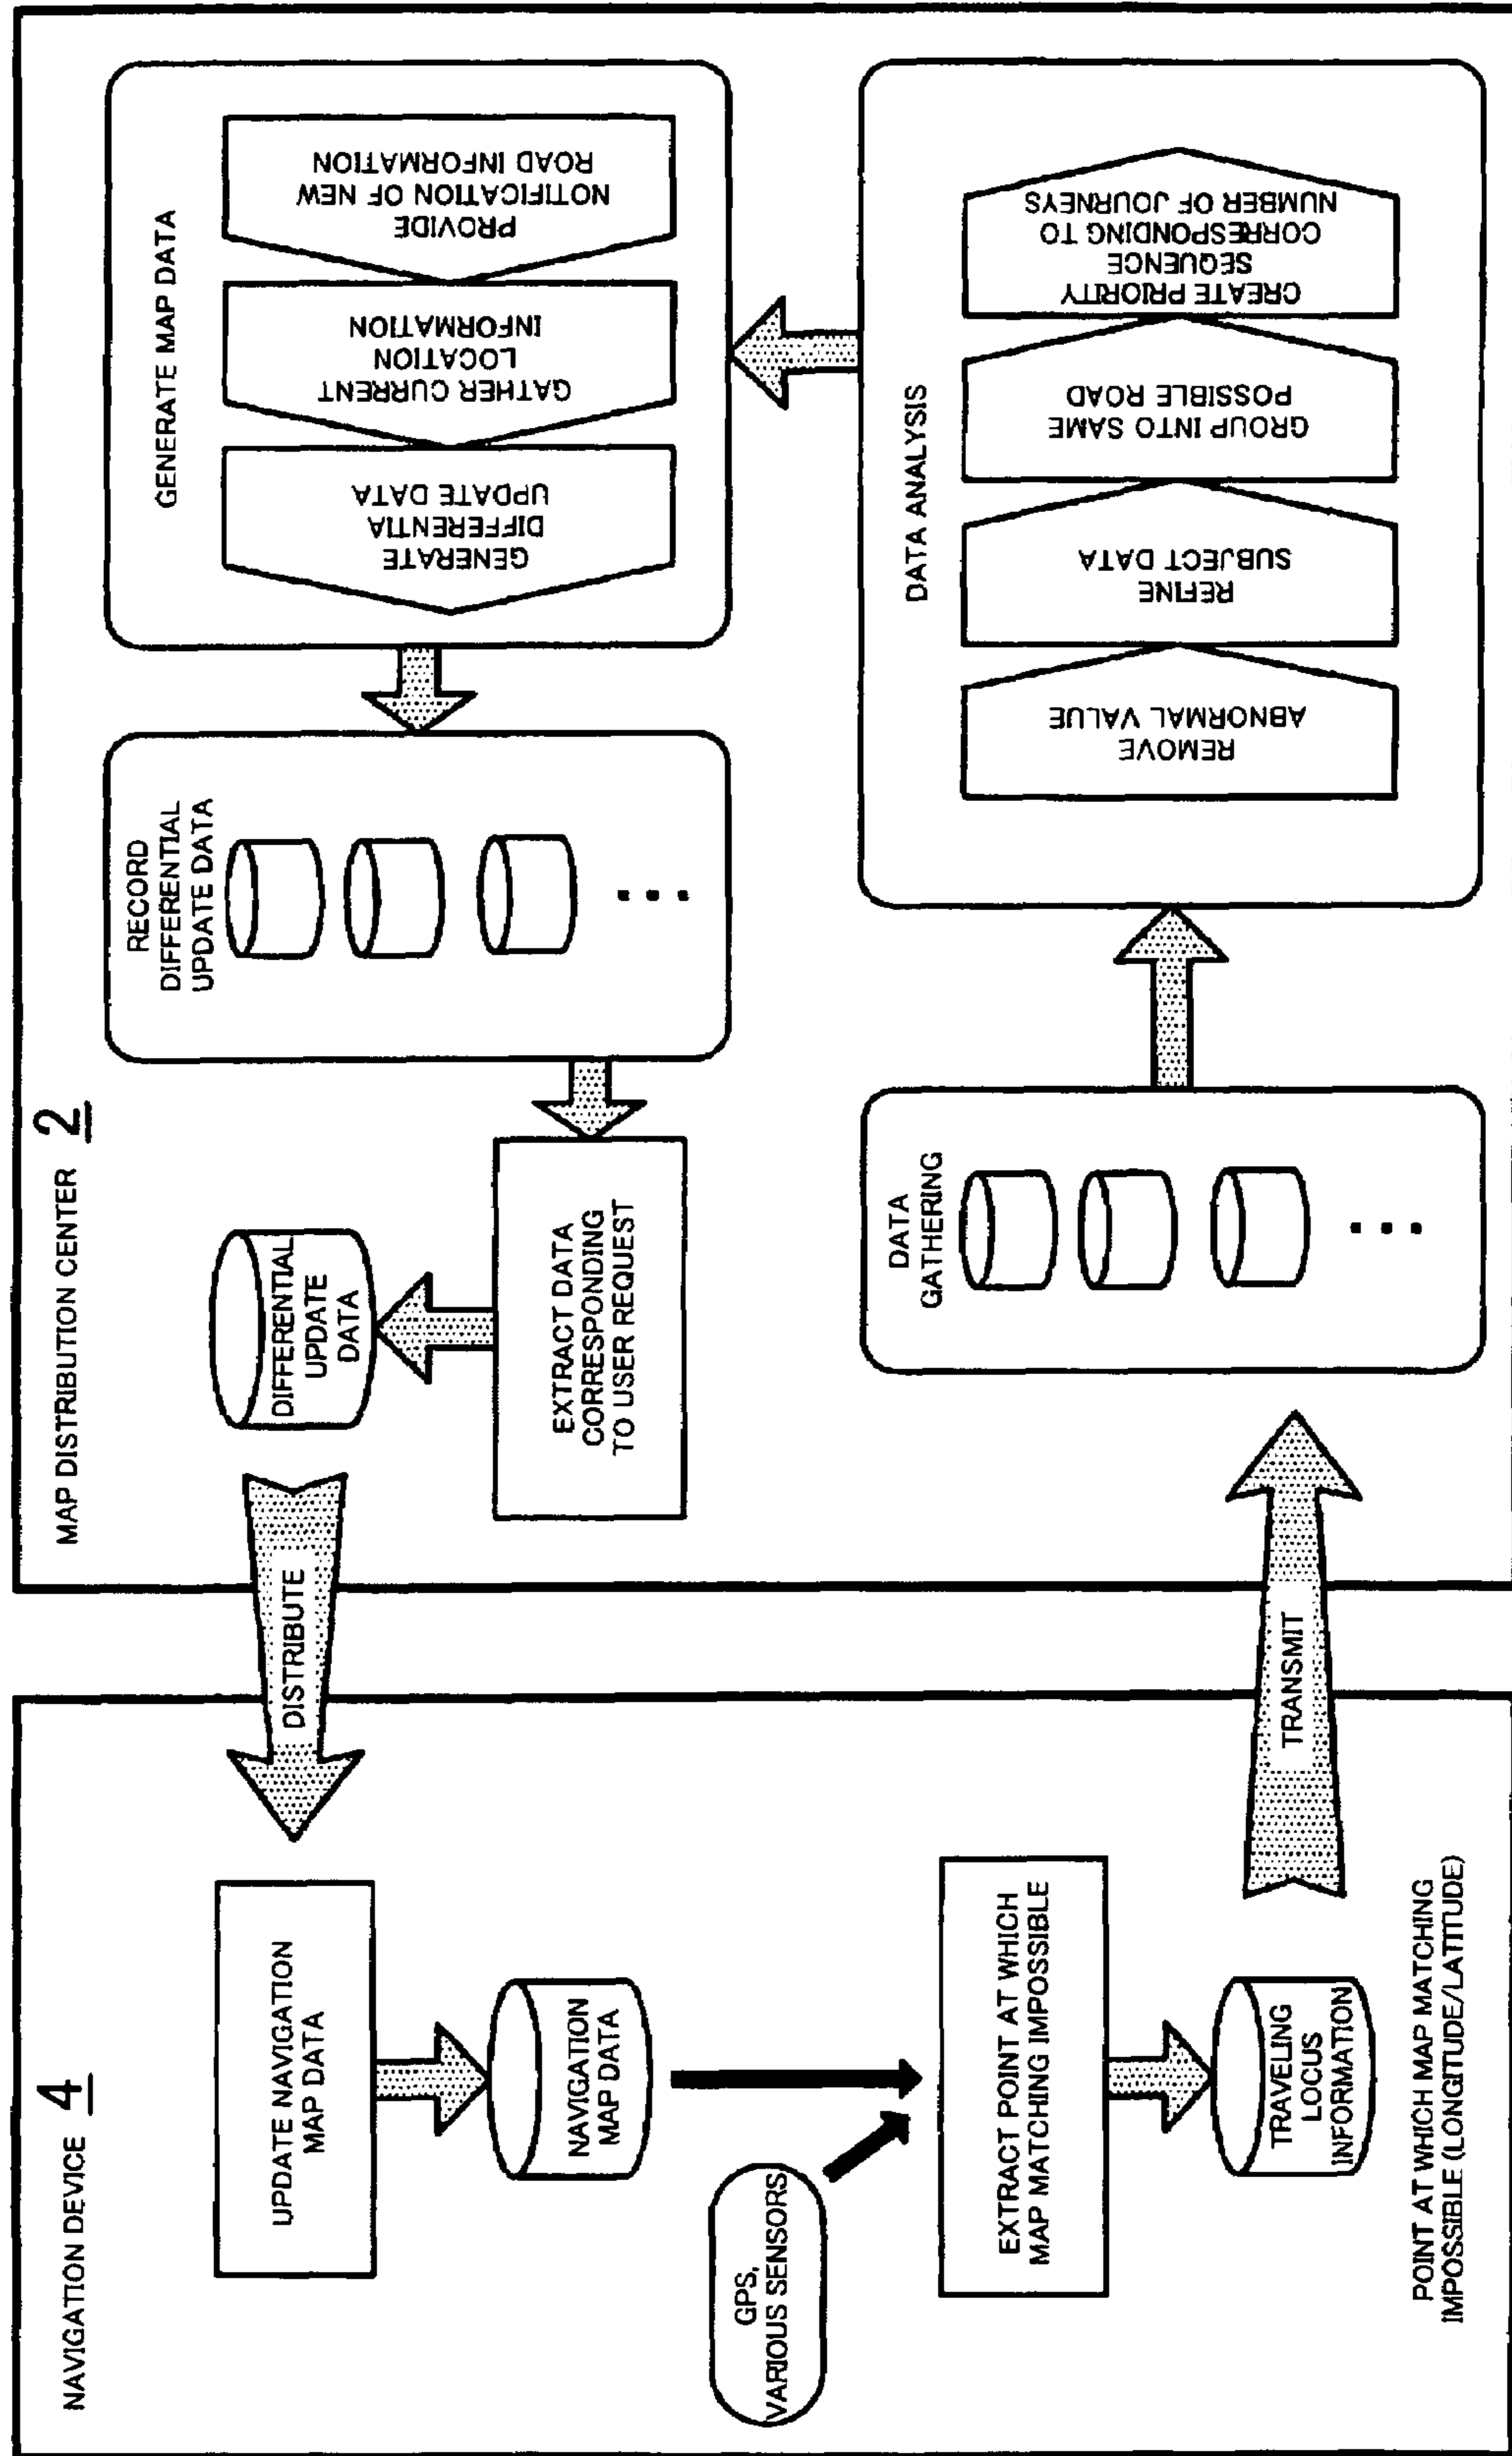 NAVIGATION DEVICE 4
UPDATE NAVIGATION
MAP DATA
NAVIGATION
MAP DATA
GPS,
VARIOUS SENSORS
EXTRACT POINT AT WHICH
MAP MATCHING IMPOSSIBLE
TRAVELING
LOCUS
INFORMATION
POINT AT WHICH MAP MATCHING
IMPOSSIBLE (LONGITUDE/LATITUDE)
TRANSMIT
DISTRIBUTE
MAP DISTRIBUTION CENTER 2
DATA
GATHERING
...
DATA ANALYSIS
REMOVE
ABNORMAL VALUE
REFINE
SUBJECT DATA
GROUP INTO SAME
POSSIBLE ROAD
CREATE PRIORITY
SEQUENCE
CORRESPONDING TO
NUMBER OF JOURNEYS
GENERATE MAP DATA
PROVIDE
NOTIFICATION OF NEW
ROAD INFORMATION
GATHER CURRENT
LOCATION
INFORMATION
GENERATE
DIFFERENTIA
UPDATE DATA
RECORD
DIFFERENTIAL
UPDATE DATA
...
EXTRACT DATA
CORRESPONDING
TO USER REQUEST
DIFFERENTIAL
UPDATE
DATA